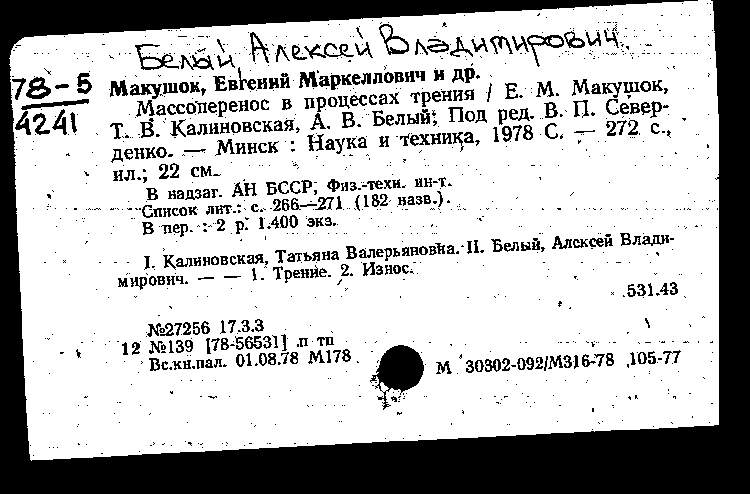 Белый, Алексей Владимирович.
78-5
4241
Макушок, Евгений Маркеллович и др.
Массоперенос в процессах трения / Е. М. Макушок,
Т. В. Калиновская, А. В. Белый; Под ред. В. П. Север-
денко. — Минск : Наука и техника, 1978 С. — 272 с.,
ил.; 22 см.
В надзаг. АН БССР, Физ.-техн. ин-т.
Список лит.: с. 266—271 (182 назв.).
В пер. : 2 р. 1.400 экз.
I. Калиновская, Татьяна Валерьяновна. II. Белый, Алексей Влади-
мирович. — — 1. Трение. 2. Износ.
531.43
№27256 17.3.3
12 №139 [78-56531] п тп
Вс.кн.пал. 01.08.78 М178
М 30302-092/М316-78 105-77